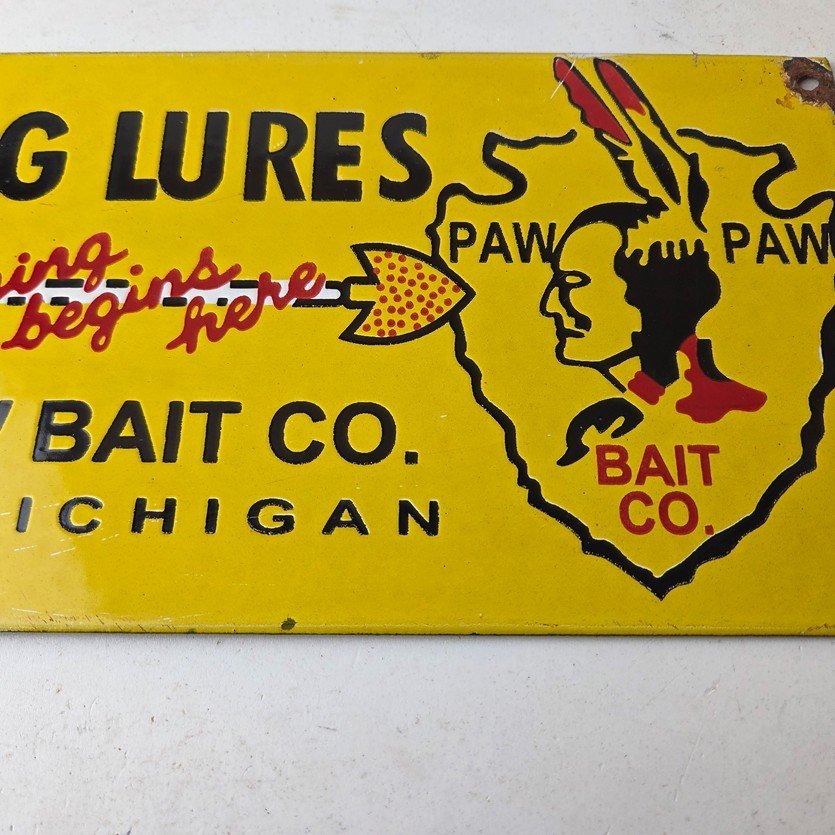 G LURES
begins
here
BAIT CO.
ICHIGAN
PAW PAW
BAIT
CO.